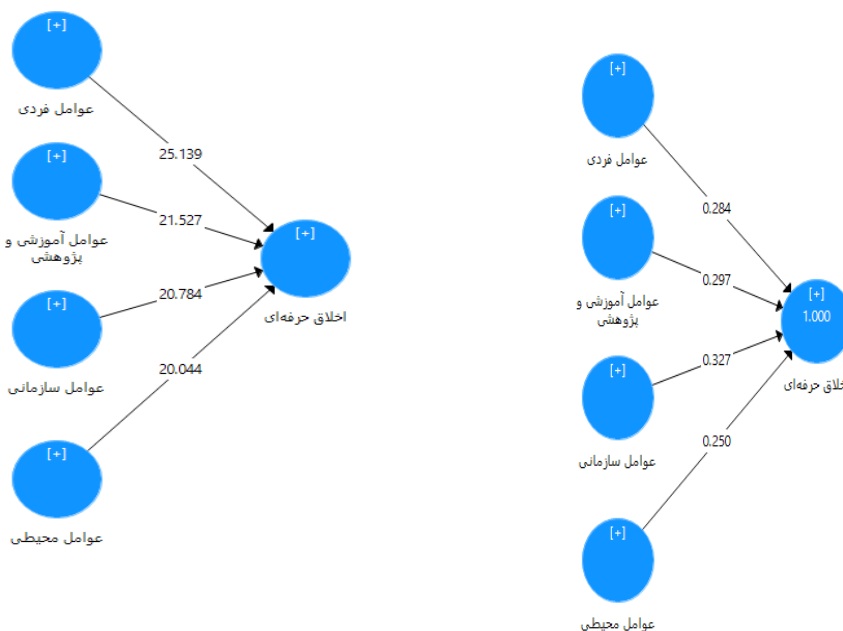 [+]
عوامل فردی
25.139
[+]
عوامل آموزشی و
پژوهشی
21.527
[+]
اخلاق حرفه‌ای
[+]
عوامل سازمانی
20.784
20.044
[+]
عوامل محیطی
[+]
عوامل فردی
0.284
[+]
عوامل آموزشی و
پژوهشی
0.297
[+]
1.000
خلاق حرفه‌ای
[+]
عوامل سازمانی
0.327
0.250
[+]
عوامل محیطی